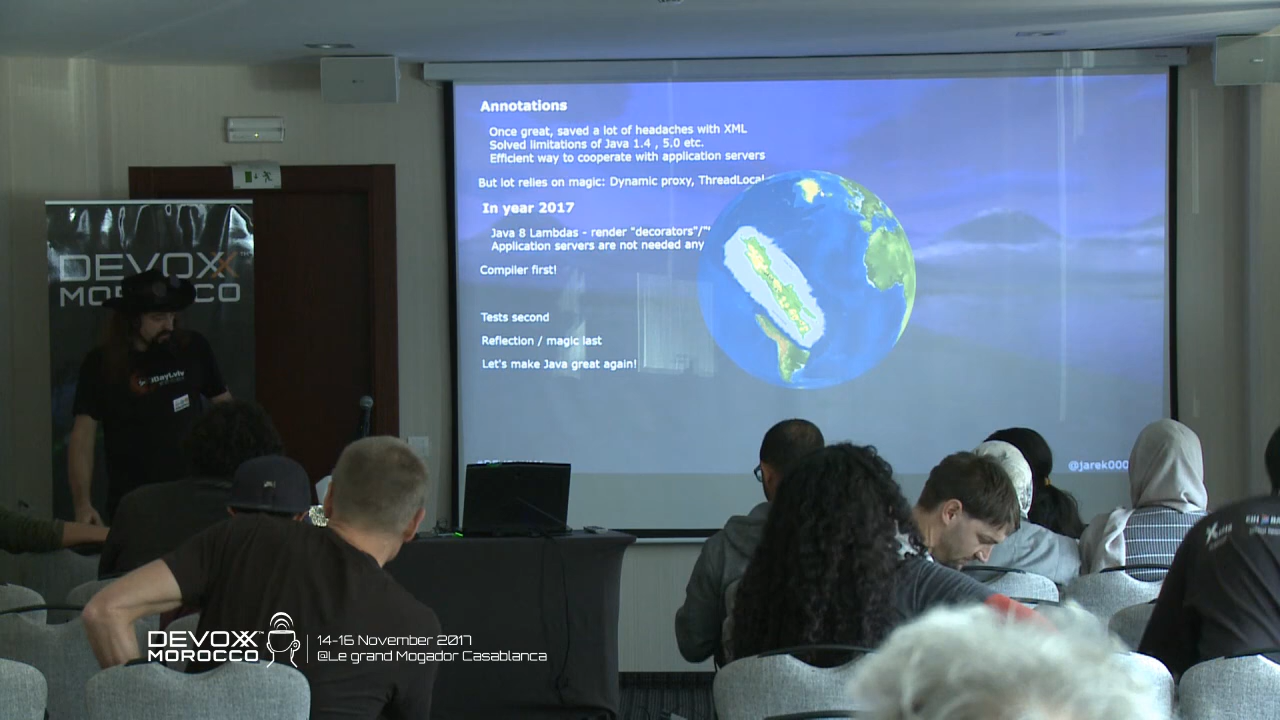 Annotations
Once great, saved a lot of headaches with XML
Solved limitations of Java 1.4 , 5.0 etc.
Efficient way to cooperate with application servers
But lot relies on magic: Dynamic proxy, ThreadLocal
In year 2017
Java 8 Lambdas - render "decorators"/"
Application servers are not needed any
Compiler first!
Tests second
Reflection / magic last
Let's make Java great again!
@jarek000
DEVOXX
MOROCCO
JDayLviv
DEVOXX™
MOROCCO
14-16 November 2017
@Le grand Mogador Casablanca